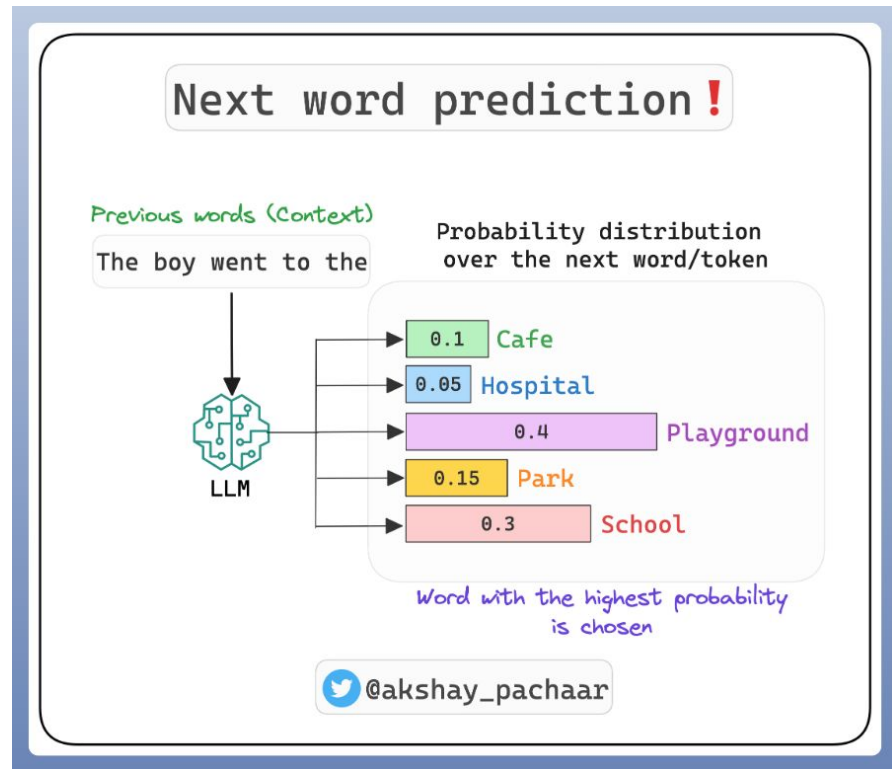 Next word prediction❗
Previous words (Context)
The boy went to the
Probability distribution
over the next word/token
0.1 Cafe
0.05 Hospital
0.4 Playground
0.15 Park
0.3 School
LLM
Word with the highest probability
is chosen
@akshay_pachaar